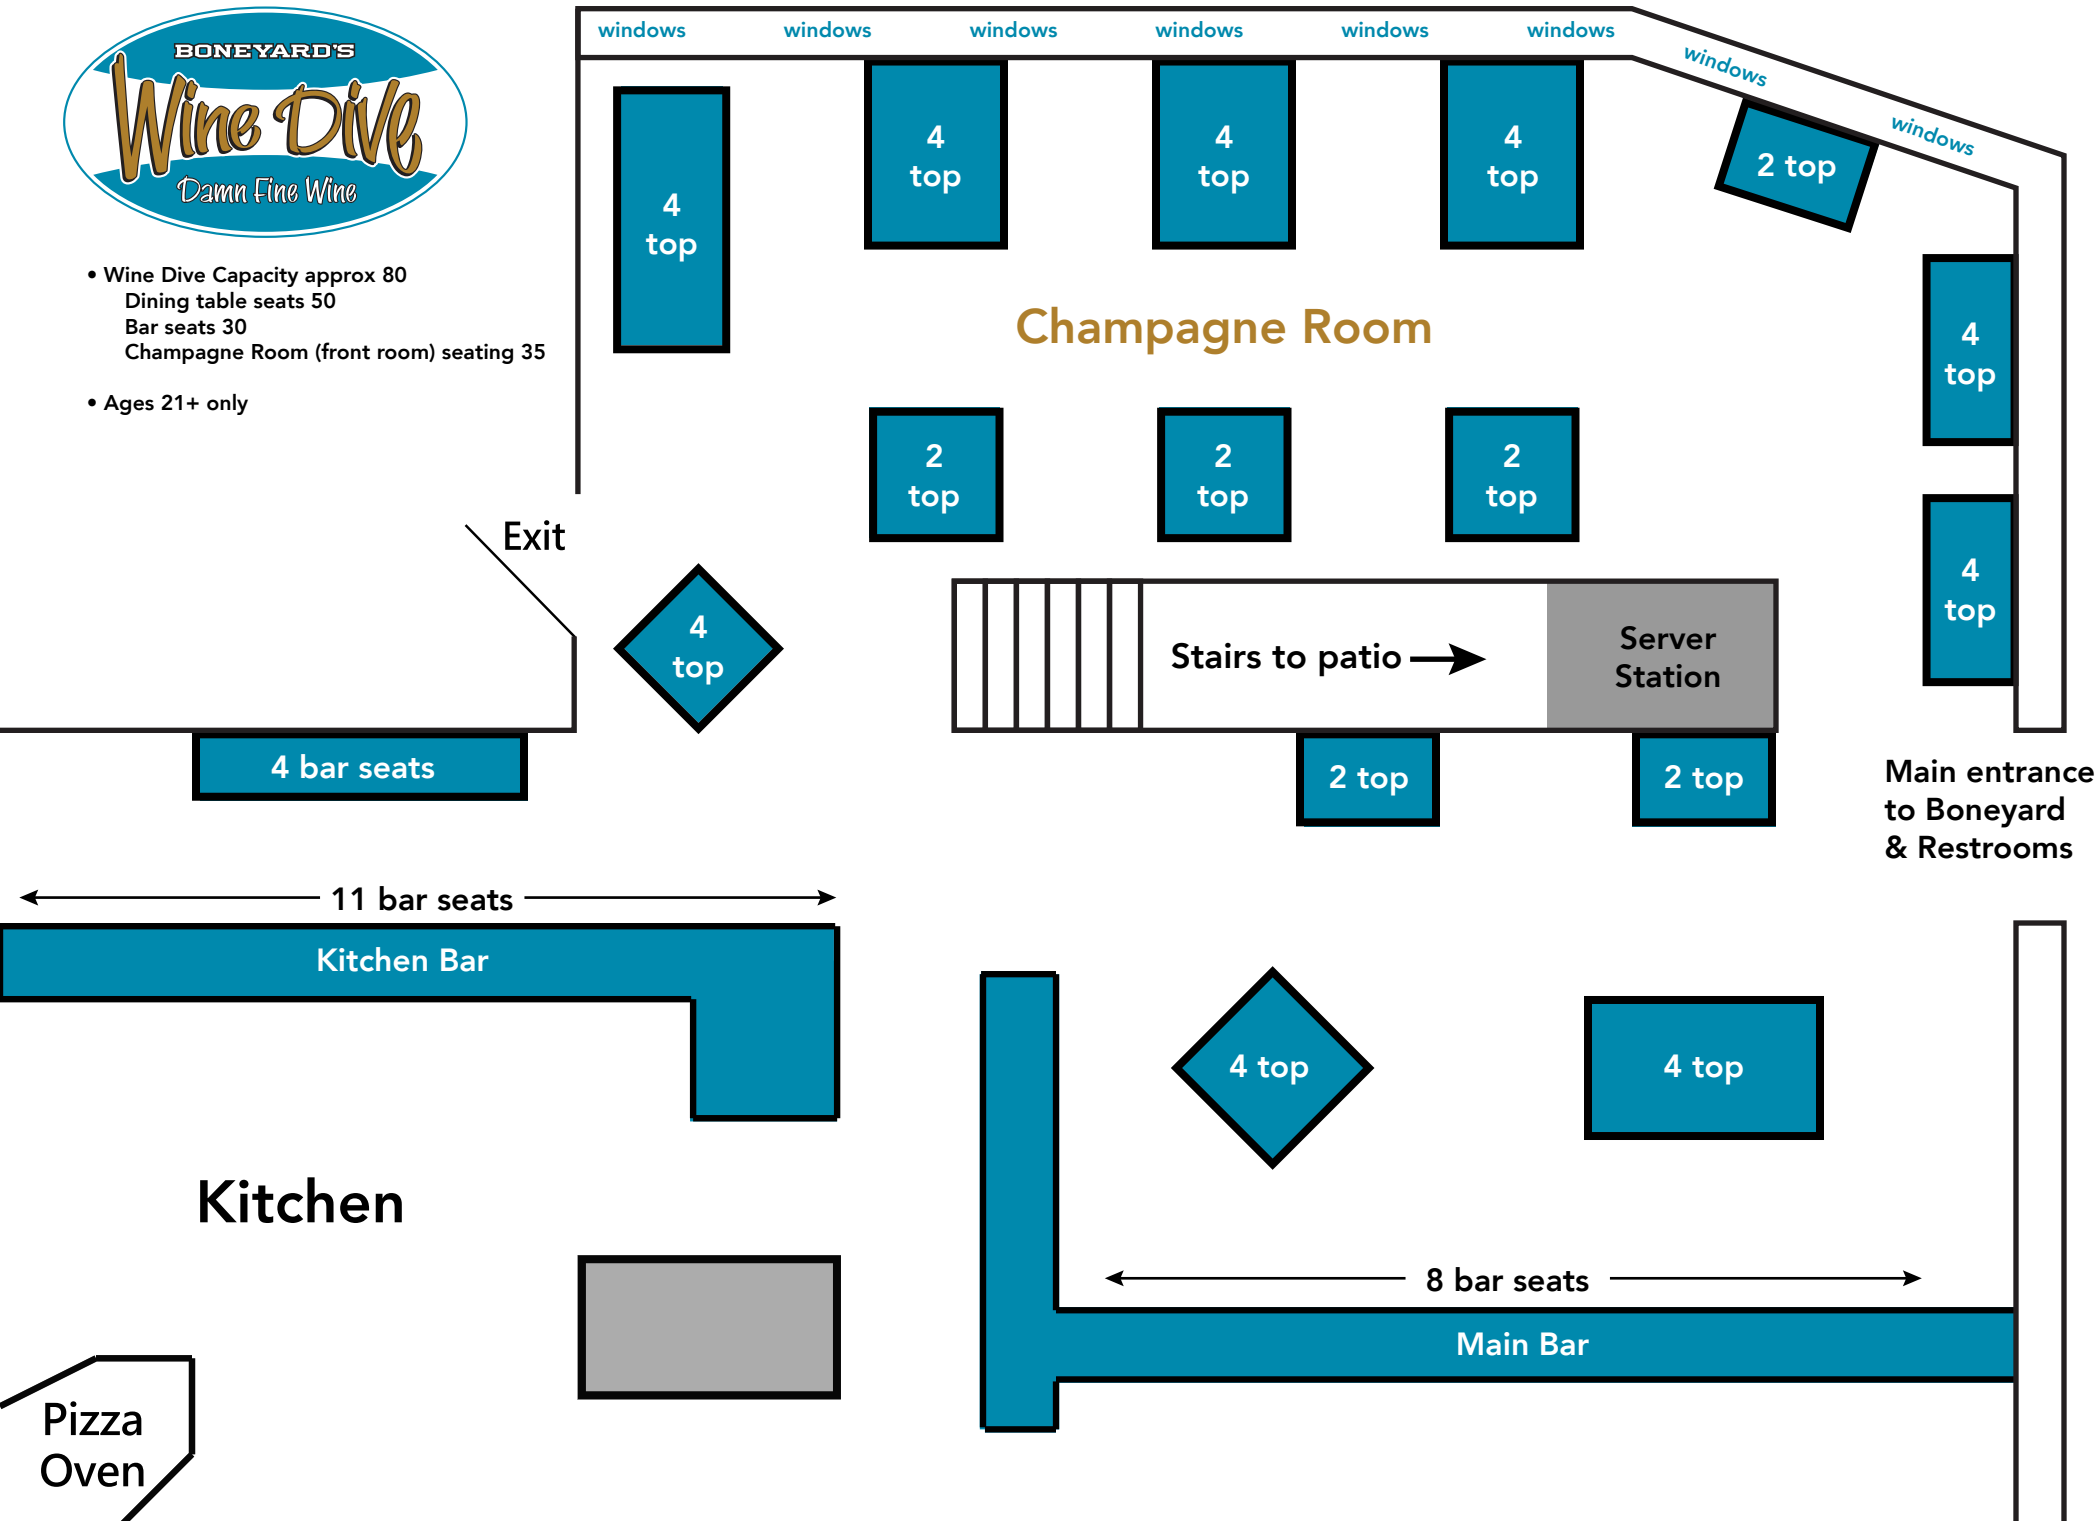 BONEYARD'S
Wine Dive
Damn Fine Wine
• Wine Dive Capacity approx 80
Dining table seats 50
Bar seats 30
Champagne Room (front room) seating 35
• Ages 21+ only
windows
windows
windows
windows
windows
windows
windows
windows
4
top
4
top
4
top
4
top
2 top
Champagne Room
4
top
2
top
2
top
2
top
Exit
4
top
4
top
Stairs to patio
Server
Station
4 bar seats
2 top
2 top
Main entrance
to Boneyard
& Restrooms
11 bar seats
Kitchen Bar
4 top
4 top
Kitchen
8 bar seats
Main Bar
Pizza
Oven